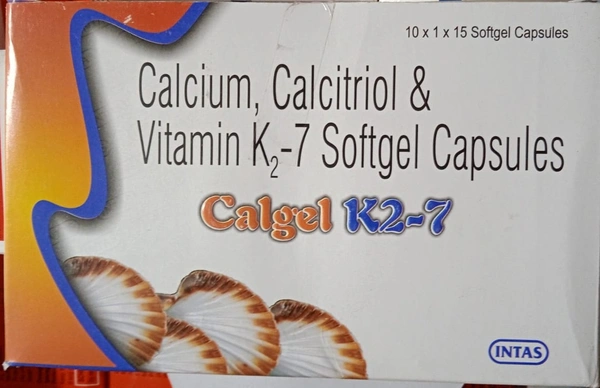 10 x 1 x 15 Softgel Capsules
Calcium, Calcitriol &
Vitamin K2-7 Softgel Capsules
Calgel K2-7
INTAS